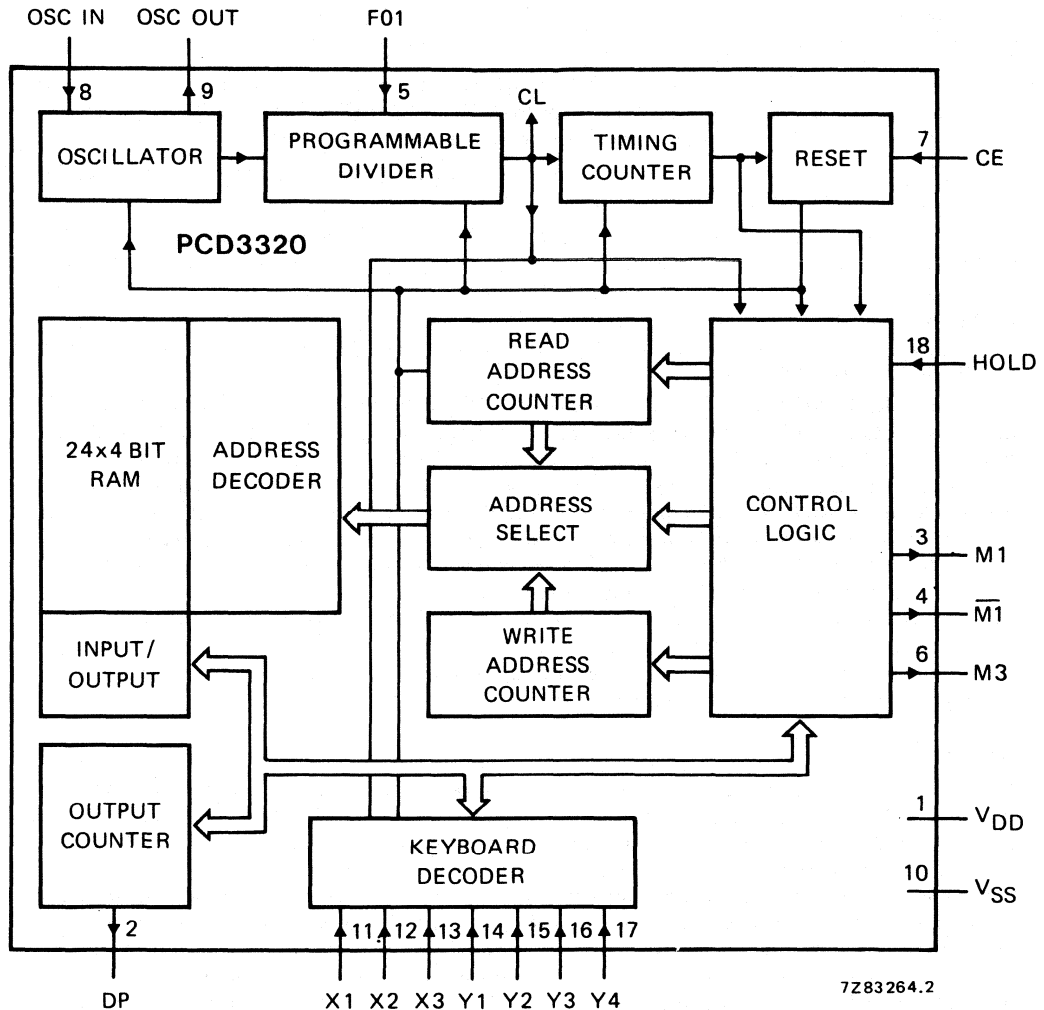 OSC IN OSC OUT F01
8 9 5 CL
OSCILLATOR
PROGRAMMABLE
DIVIDER
TIMING
COUNTER
RESET
7 CE
PCD3320
24x4 BIT
RAM
ADDRESS
DECODER
READ
ADDRESS
COUNTER
ADDRESS
SELECT
WRITE
ADDRESS
COUNTER
CONTROL
LOGIC
18 HOLD
3 M1
4 M̅1̅
6 M3
INPUT/
OUTPUT
OUTPUT
COUNTER
KEYBOARD
DECODER
1 VDD
10 VSS
2 11 12 13 14 15 16 17
DP X1 X2 X3 Y1 Y2 Y3 Y4
7Z83264.2